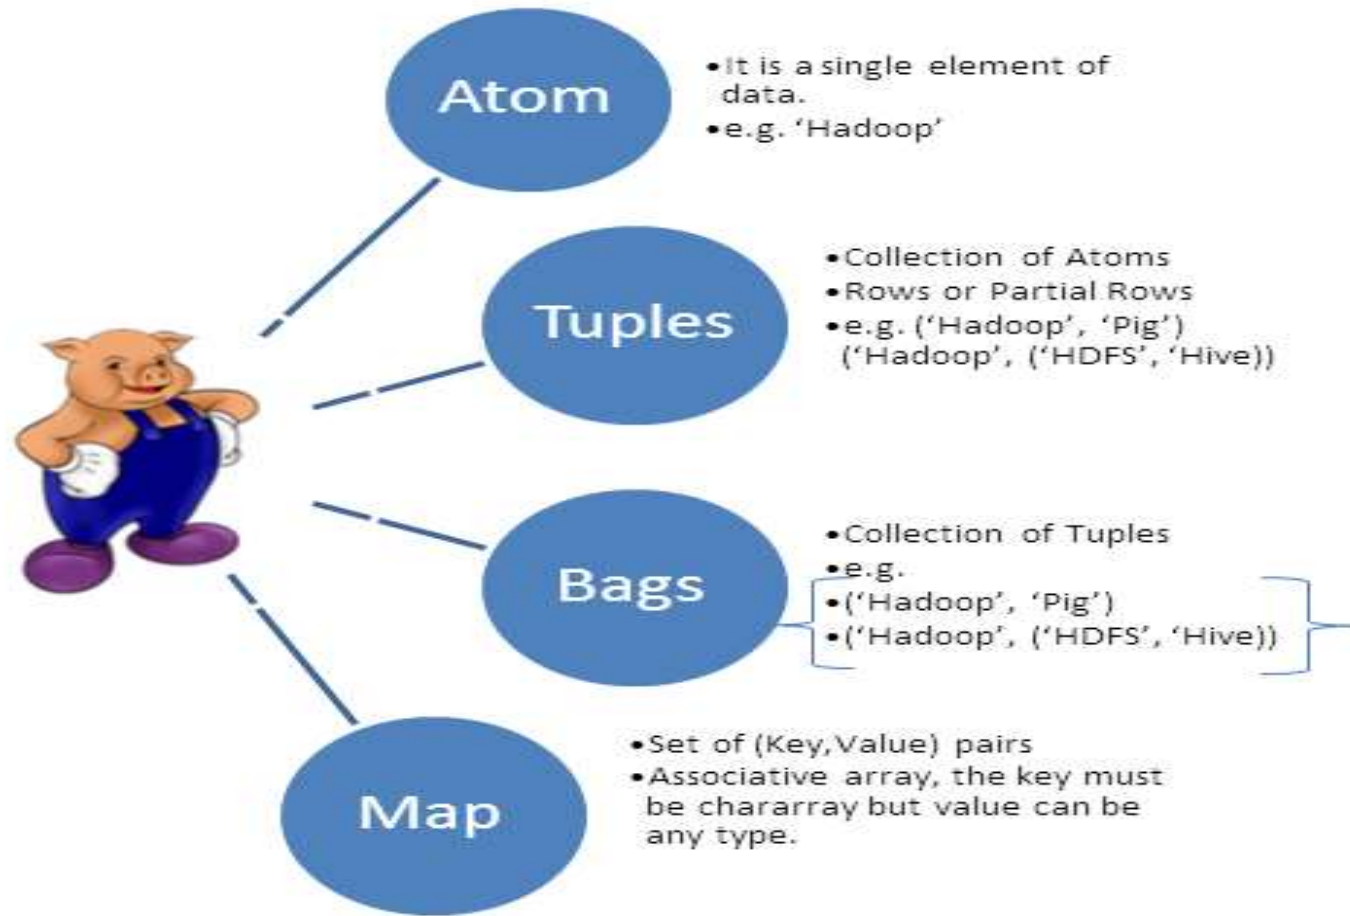 Atom
•It is a single element of
data.
•e.g. ‘Hadoop’
Tuples
•Collection of Atoms
•Rows or Partial Rows
•e.g. (‘Hadoop’, ‘Pig’)
(‘Hadoop’, (‘HDFS’, ‘Hive))
Bags
•Collection of Tuples
•e.g.
•(‘Hadoop’, ‘Pig’)
•(‘Hadoop’, (‘HDFS’, ‘Hive))
Map
•Set of (Key,Value) pairs
•Associative array, the key must
be chararray but value can be
any type.